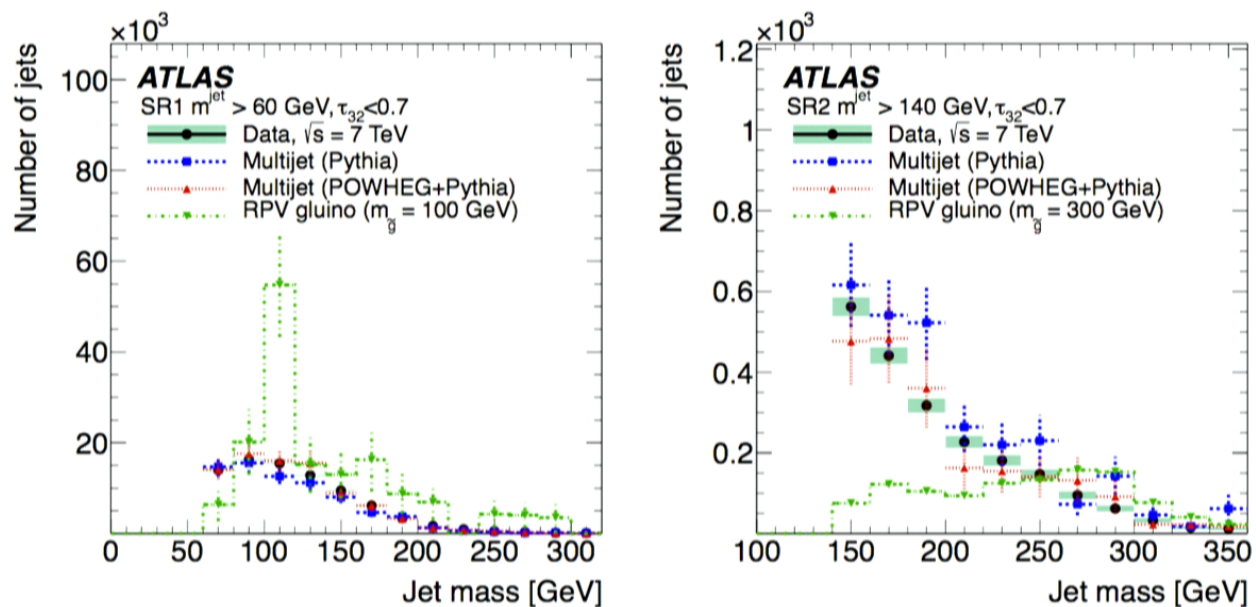 ×10³
Number of jets
100
80
60
40
20
0
50
100
150
200
250
300
Jet mass [GeV]
ATLAS
SR1 m^jet > 60 GeV, τ₃₂<0.7
Data, √s = 7 TeV
Multijet (Pythia)
Multijet (POWHEG+Pythia)
RPV gluino (m_g̃ = 100 GeV)
×10³
Number of jets
1.2
1
0.8
0.6
0.4
0.2
100
150
200
250
300
350
Jet mass [GeV]
ATLAS
SR2 m^jet > 140 GeV, τ₃₂<0.7
Data, √s = 7 TeV
Multijet (Pythia)
Multijet (POWHEG+Pythia)
RPV gluino (m_g̃ = 300 GeV)